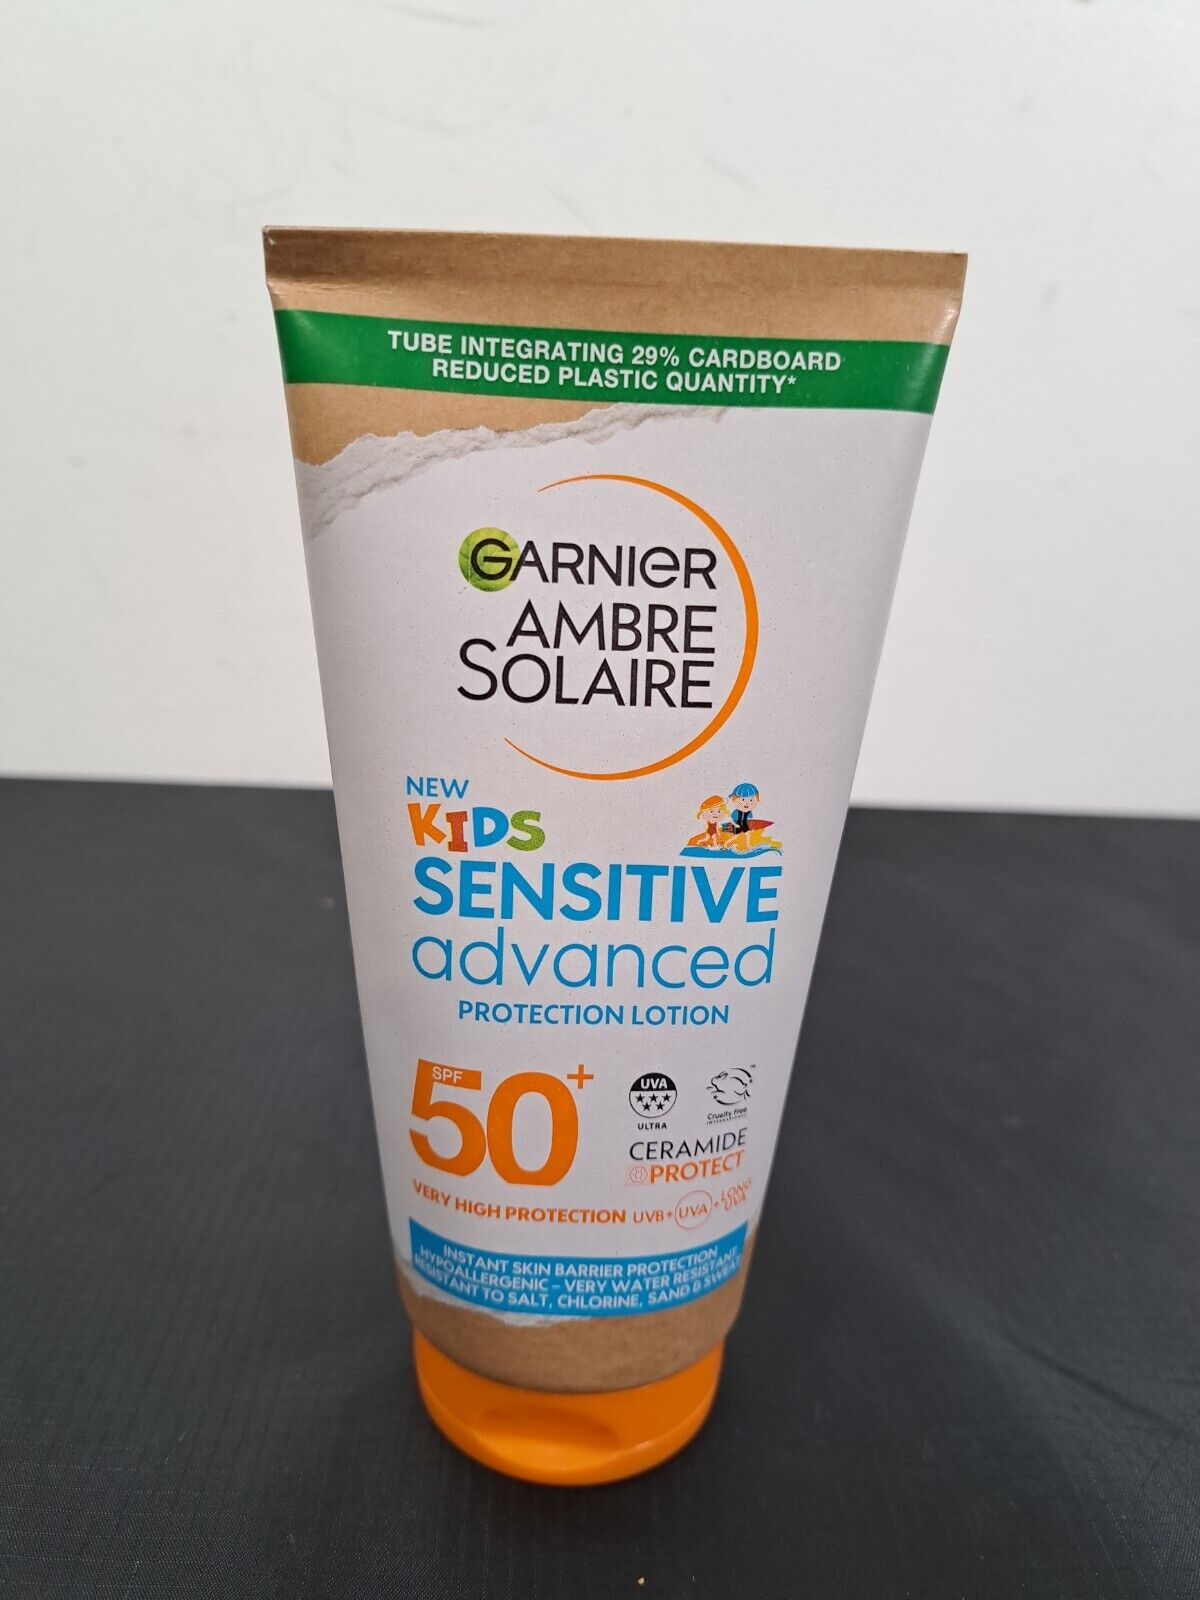 TUBE INTEGRATING 29% CARDBOARD
REDUCED PLASTIC QUANTITY*
GARNIER
AMBRE
SOLAIRE
NEW
KIDS
SENSITIVE
advanced
PROTECTION LOTION
SPF
50+
UVA
ULTRA
Cruelty Free
INTERNATIONAL
CERAMIDE
PROTECT
VERY HIGH PROTECTION
UVB+UVA+LONG UVA
INSTANT SKIN BARRIER PROTECTION
HYPOALLERGENIC - VERY WATER RESISTANT
RESISTANT TO SALT, CHLORINE, SAND & SWEAT